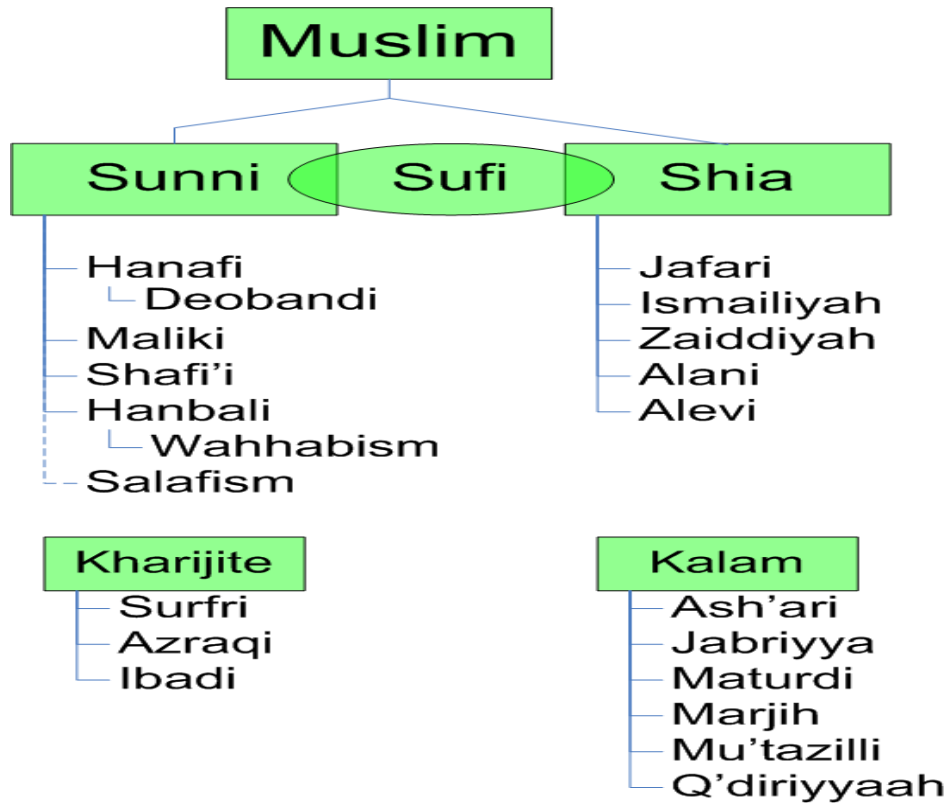 Muslim
Sunni
Sufi
Shia
Hanafi
Deobandi
Maliki
Shafi’i
Hanbali
Wahhabism
Salafism
Jafari
Ismailiyah
Zaiddiyah
Alani
Alevi
Kharijite
Surfri
Azraqi
Ibadi
Kalam
Ash’ari
Jabriyya
Maturdi
Marjih
Mu’tazilli
Q’diriyyaah